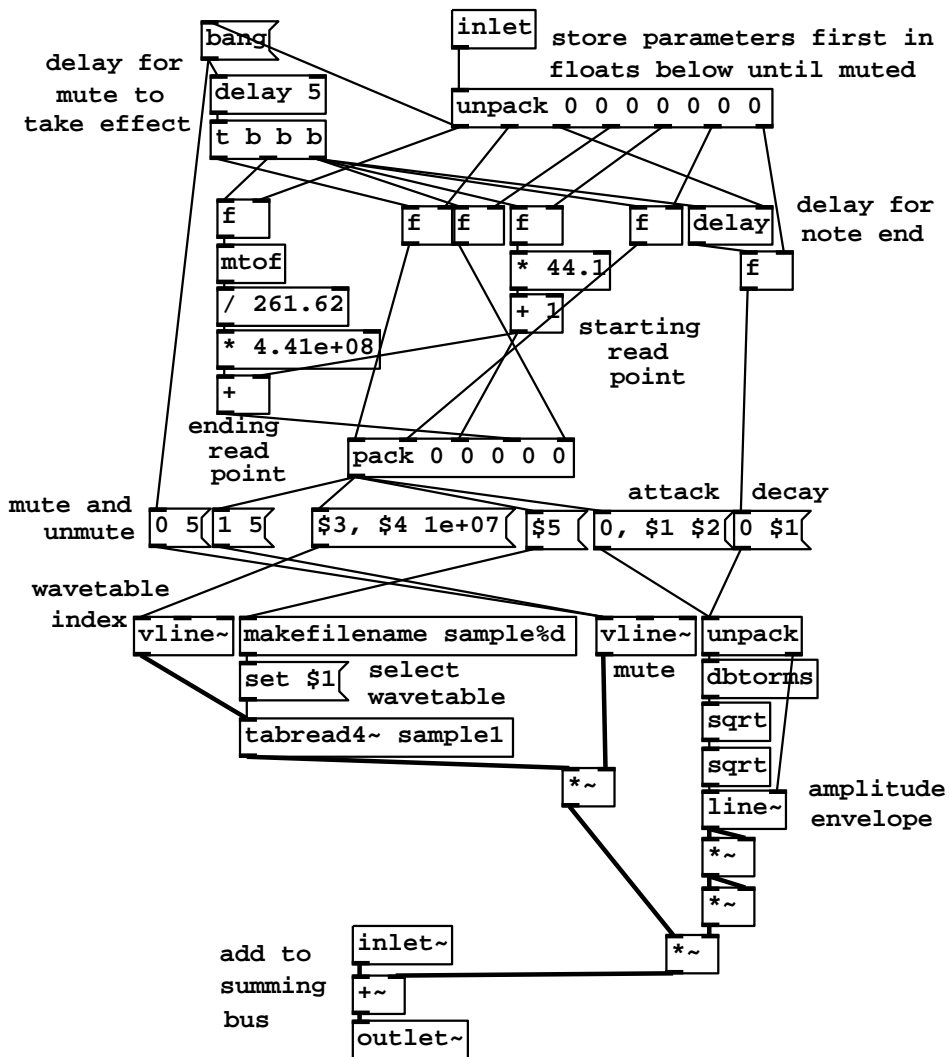 bang
inlet
store parameters first in
floats below until muted
delay for
mute to
take effect
delay 5
unpack 0 0 0 0 0 0 0
t b b b
f
f
f
f
f
delay
delay for
note end
mtof
* 44.1
f
/ 261.62
+ 1
starting
read
point
* 4.41e+08
+
ending
read
point
pack 0 0 0 0 0
mute and
unmute
attack
decay
0 5
1 5
$3, $4 1e+07
$5
0, $1 $2
0 $1
wavetable
index
vline~
makefilename sample%d
vline~
unpack
set $1
select
wavetable
mute
dbtorms
tabread4~ sample1
sqrt
sqrt
*~
line~
amplitude
envelope
*~
*~
add to
summing
bus
inlet~
*~
+~
outlet~